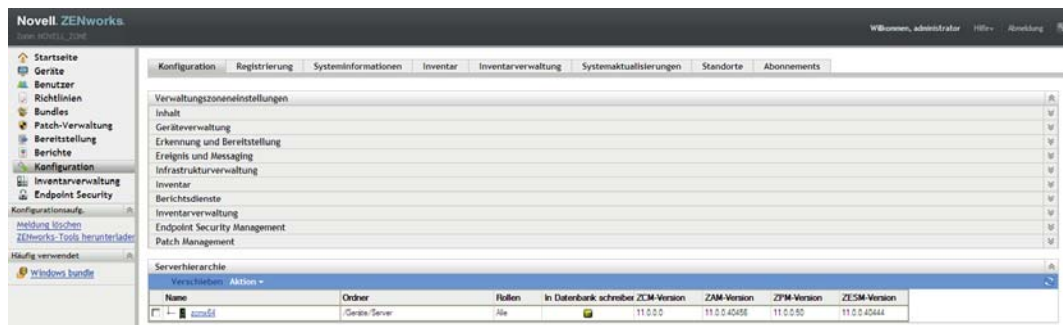 Novell. ZENworks.
Zone: NOVELL_ZONE
Willkommen, administrator Hilfe Abmeldung
Startseite
Geräte
Benutzer
Richtlinien
Bundles
Patch-Verwaltung
Bereitstellung
Berichte
Konfiguration
Inventarverwaltung
Endpoint Security
Konfigurationsaufg.
Meldung löschen
ZENworks-Tools herunterladen
Häufig verwendet
Windows bundle
Konfiguration Registrierung Systeminformationen Inventar Inventarverwaltung Systemaktualisierungen Standorte Abonnements
Verwaltungszoneneinstellungen
Inhalt
Geräteverwaltung
Erkennung und Bereitstellung
Ereignis und Messaging
Infrastrukturverwaltung
Inventar
Berichtsdienste
Inventarverwaltung
Endpoint Security Management
Patch Management
Serverhierarchie
Verschieben Aktion
Name Ordner Rollen In Datenbank schreiber ZCM-Version ZAM-Version ZPM-Version ZESM-Version
/Geräte/Server Alle 11.0.0.0 11.0.0.40456 11.0.0.50 11.0.0.40444